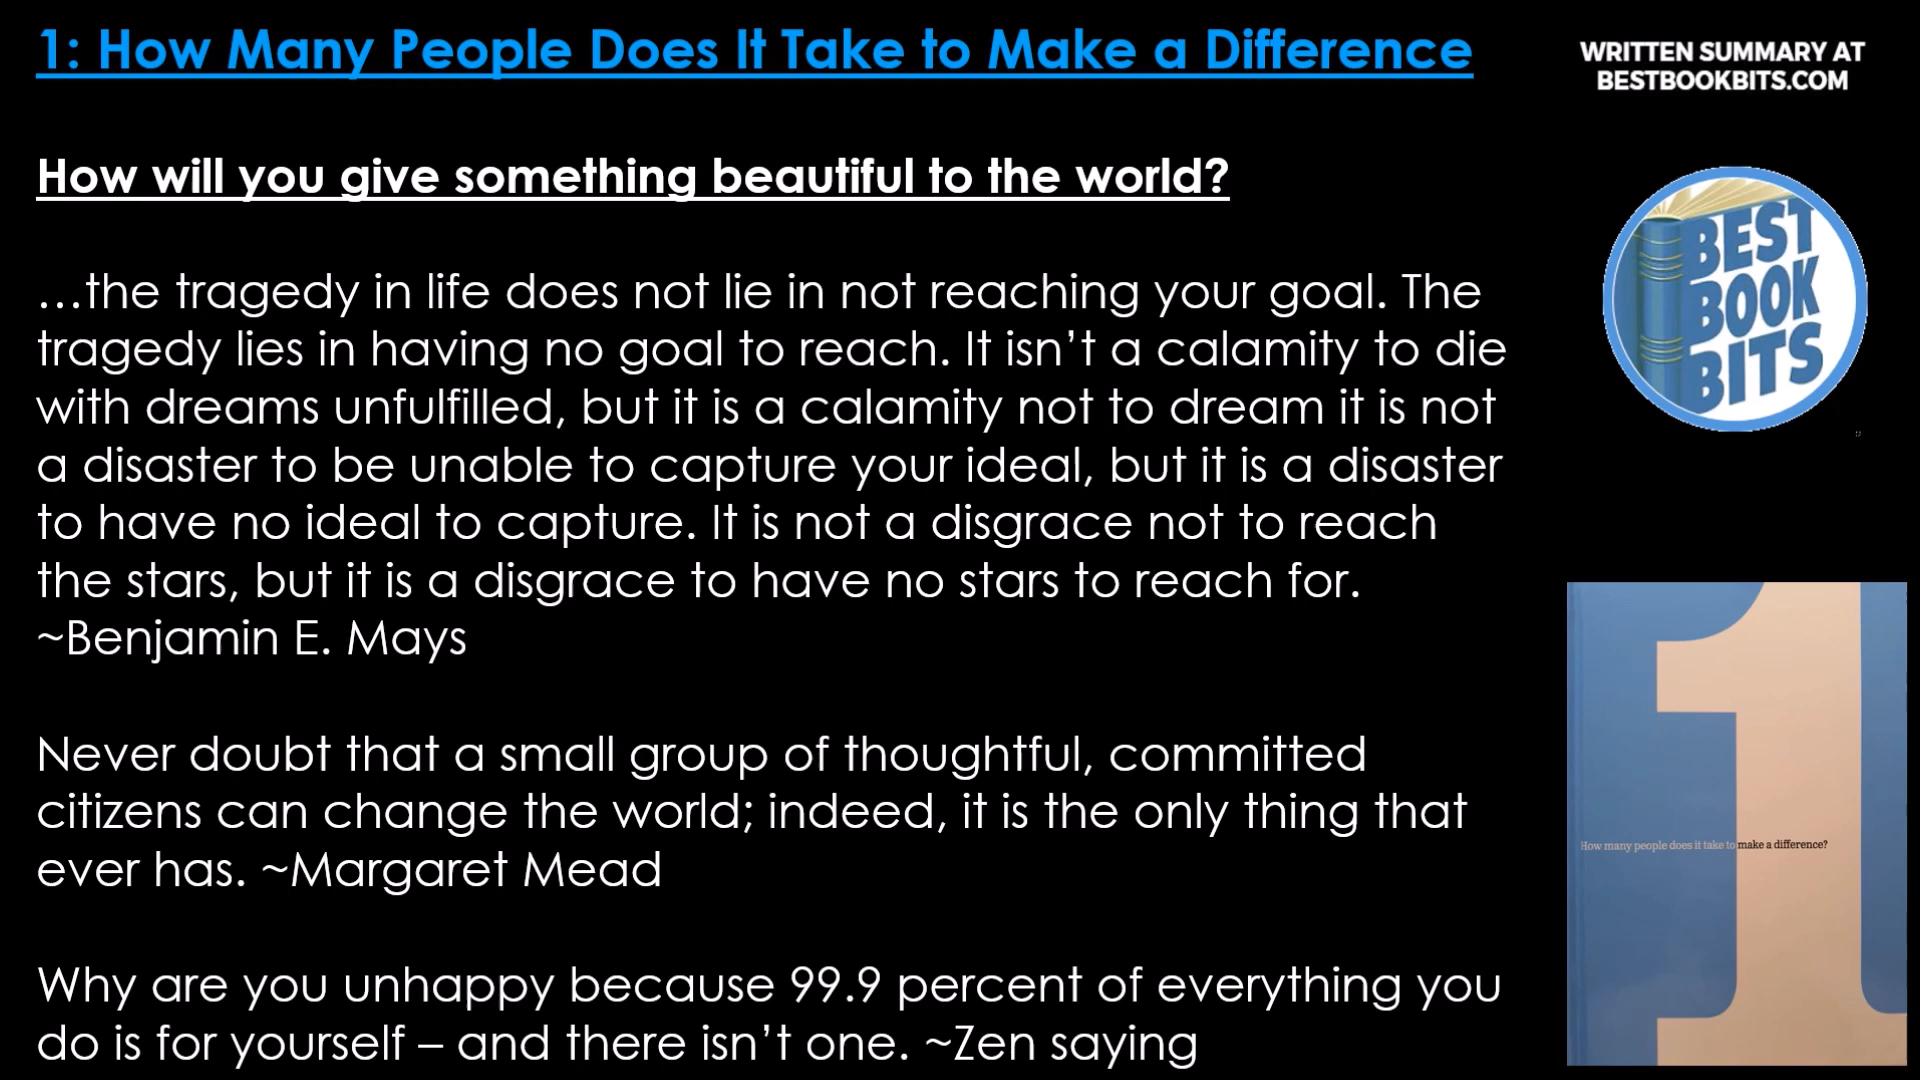 1: How Many People Does It Take to Make a Difference
WRITTEN SUMMARY AT
BESTBOOKBITS.COM
How will you give something beautiful to the world?
…the tragedy in life does not lie in not reaching your goal. The
tragedy lies in having no goal to reach. It isn’t a calamity to die
with dreams unfulfilled, but it is a calamity not to dream it is not
a disaster to be unable to capture your ideal, but it is a disaster
to have no ideal to capture. It is not a disgrace not to reach
the stars, but it is a disgrace to have no stars to reach for.
~Benjamin E. Mays
Never doubt that a small group of thoughtful, committed
citizens can change the world; indeed, it is the only thing that
ever has. ~Margaret Mead
Why are you unhappy because 99.9 percent of everything you
do is for yourself – and there isn’t one. ~Zen saying
BEST
BOOK
BITS
1
How many people does it take to make a difference?